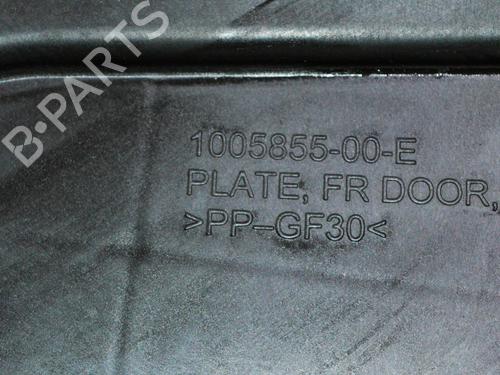 B-PARTS
1005855-00-E
PLATE, FR DOOR,
>PP-GF30<